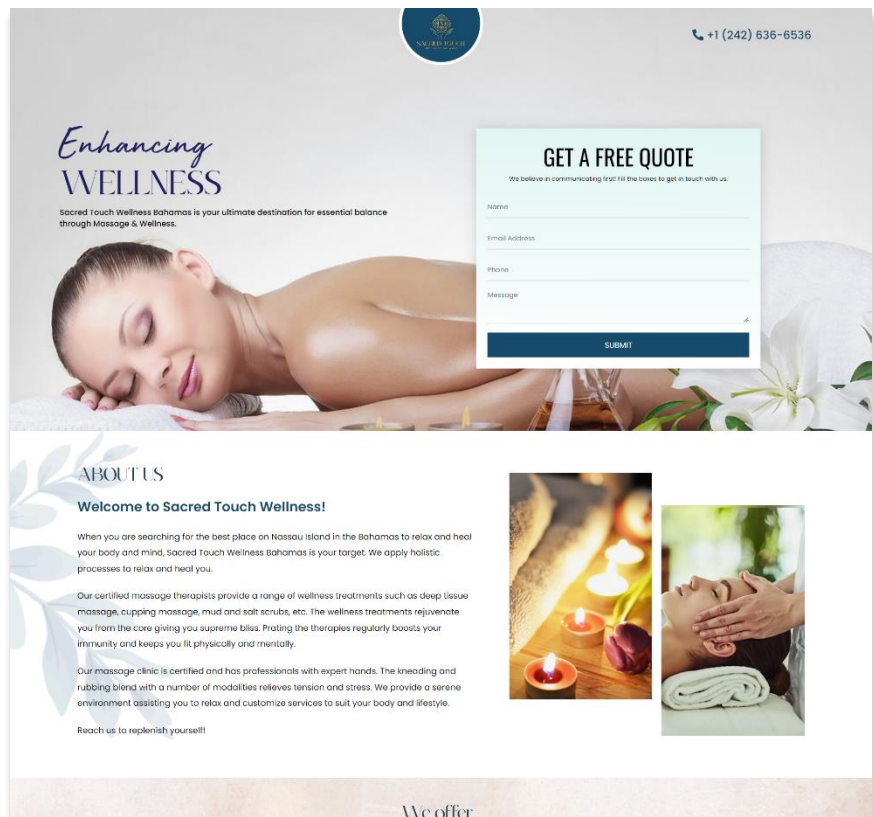 SACRED TOUCH
+1 (242) 636-6536
Enhancing
WELLNESS
Sacred Touch Wellness Bahamas is your ultimate destination for essential balance
through Massage & Wellness.
GET A FREE QUOTE
We believe in communicating first! Fill the boxes to get in touch with us.
Name
Email Address
Phone
Message
SUBMIT
ABOUT US
Welcome to Sacred Touch Wellness!
When you are searching for the best place on Nassau Island in the Bahamas to relax and heal
your body and mind, Sacred Touch Wellness Bahamas is your target. We apply holistic
processes to relax and heal you.
Our certified massage therapists provide a range of wellness treatments such as deep tissue
massage, cupping massage, mud and salt scrubs, etc. The wellness treatments rejuvenate
you from the core giving you supreme bliss. Prating the therapies regularly boosts your
immunity and keeps you fit physically and mentally.
Our massage clinic is certified and has professionals with expert hands. The kneading and
rubbing blend with a number of modalities relieves tension and stress. We provide a serene
environment assisting you to relax and customize services to suit your body and lifestyle.
Reach us to replenish yourself!
We offer